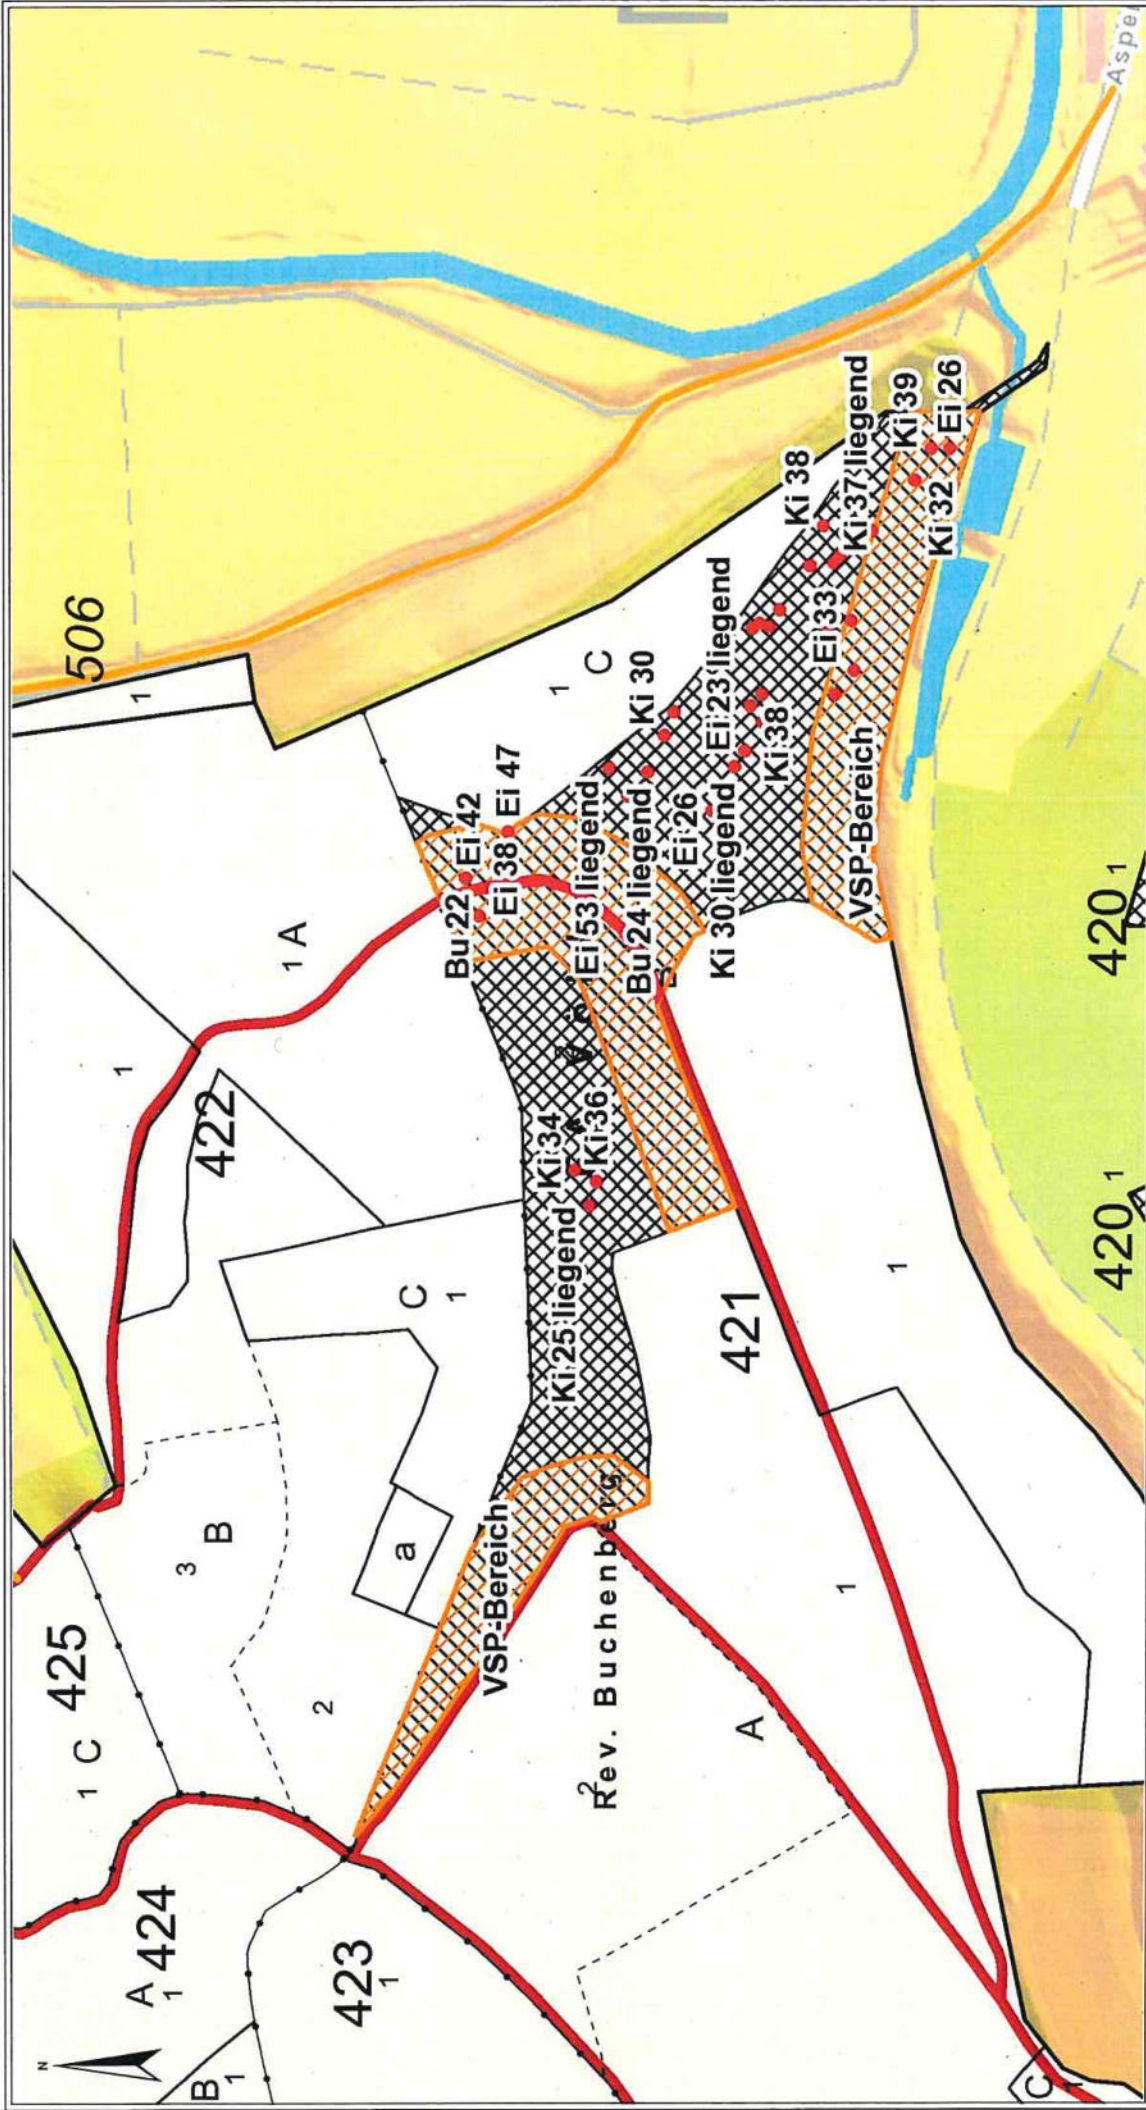 N
B
1
A
1
424
423
1
1 C
425
2
3
B
a
C
1
422
1
1 A
506
1
1
C
Bu 22
Ei 42
Ei 38
Ei 47
Ei 53 liegend
Bu 24 liegend
Ki 30
Ei 26
Ki 30 liegend
Ei 23 liegend
Ki 38
Ki 38
Ei 33
Ki 37 liegend
Ki 39
Ei 26
Ki 32
VSP-Bereich
Ki 34
Ki 36
Ki 25 liegend
VSP-Bereich
Rev. Buchenberg
2
A
421
1
1
420
1
420
1
C
1
Aspe